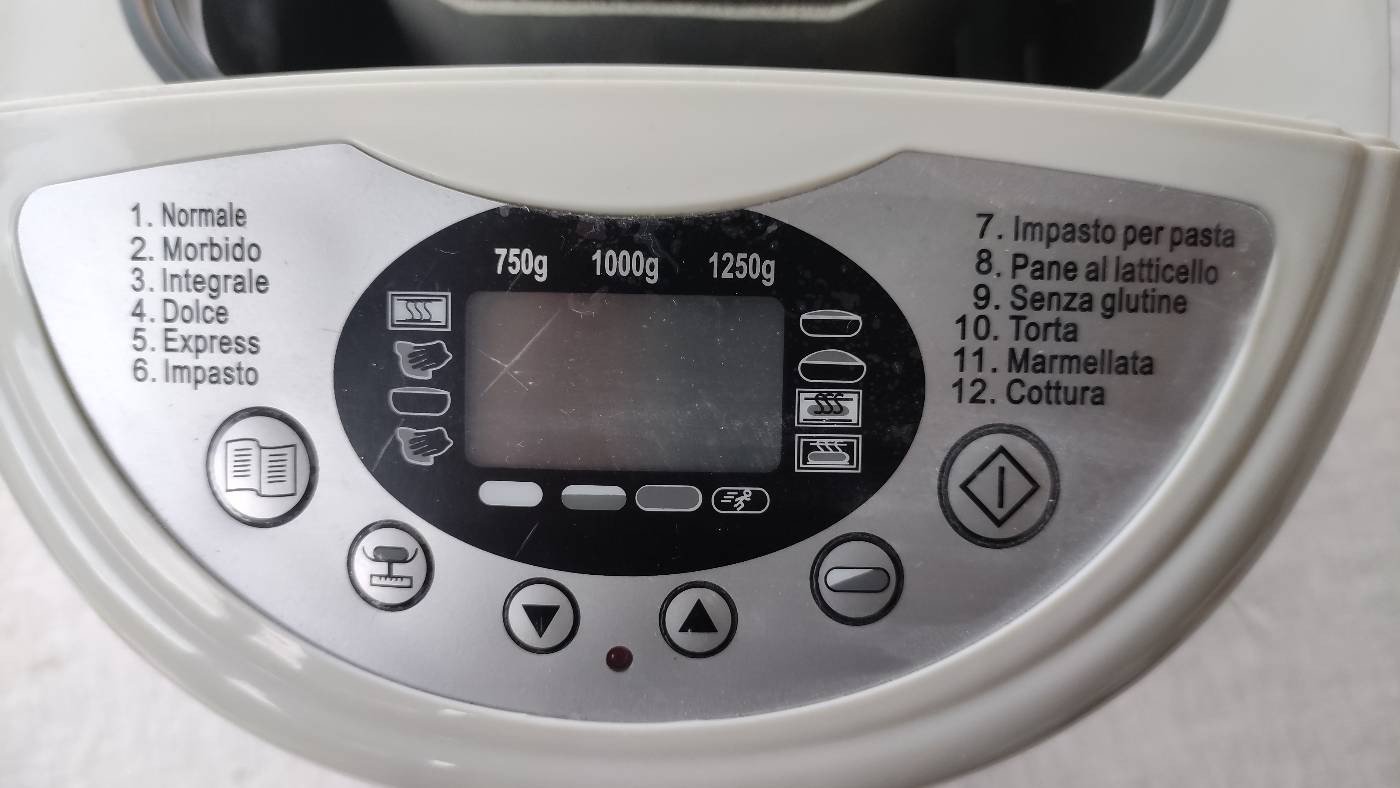 1. Normale
2. Morbido
3. Integrale
4. Dolce
5. Express
6. Impasto
750g 1000g 1250g
7. Impasto per pasta
8. Pane al latticello
9. Senza glutine
10. Torta
11. Marmellata
12. Cottura